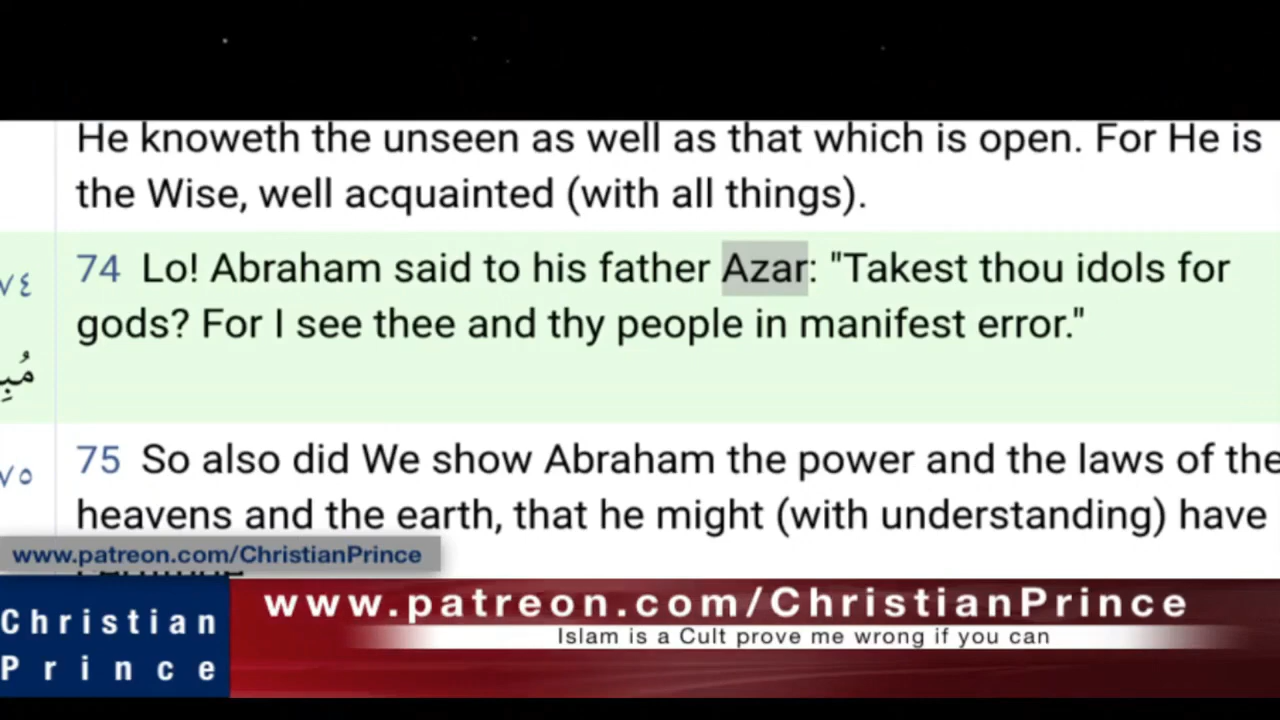 He knoweth the unseen as well as that which is open. For He is
the Wise, well acquainted (with all things).
٧٤
74 Lo! Abraham said to his father Azar: "Takest thou idols for
gods? For I see thee and thy people in manifest error."
75 So also did We show Abraham the power and the laws of the
٧٥
heavens and the earth, that he might (with understanding) have
www.patreon.com/ChristianPrince
www.patreon.com/ChristianPrince
Islam is a Cult prove me wrong if you can
Christian
Prince